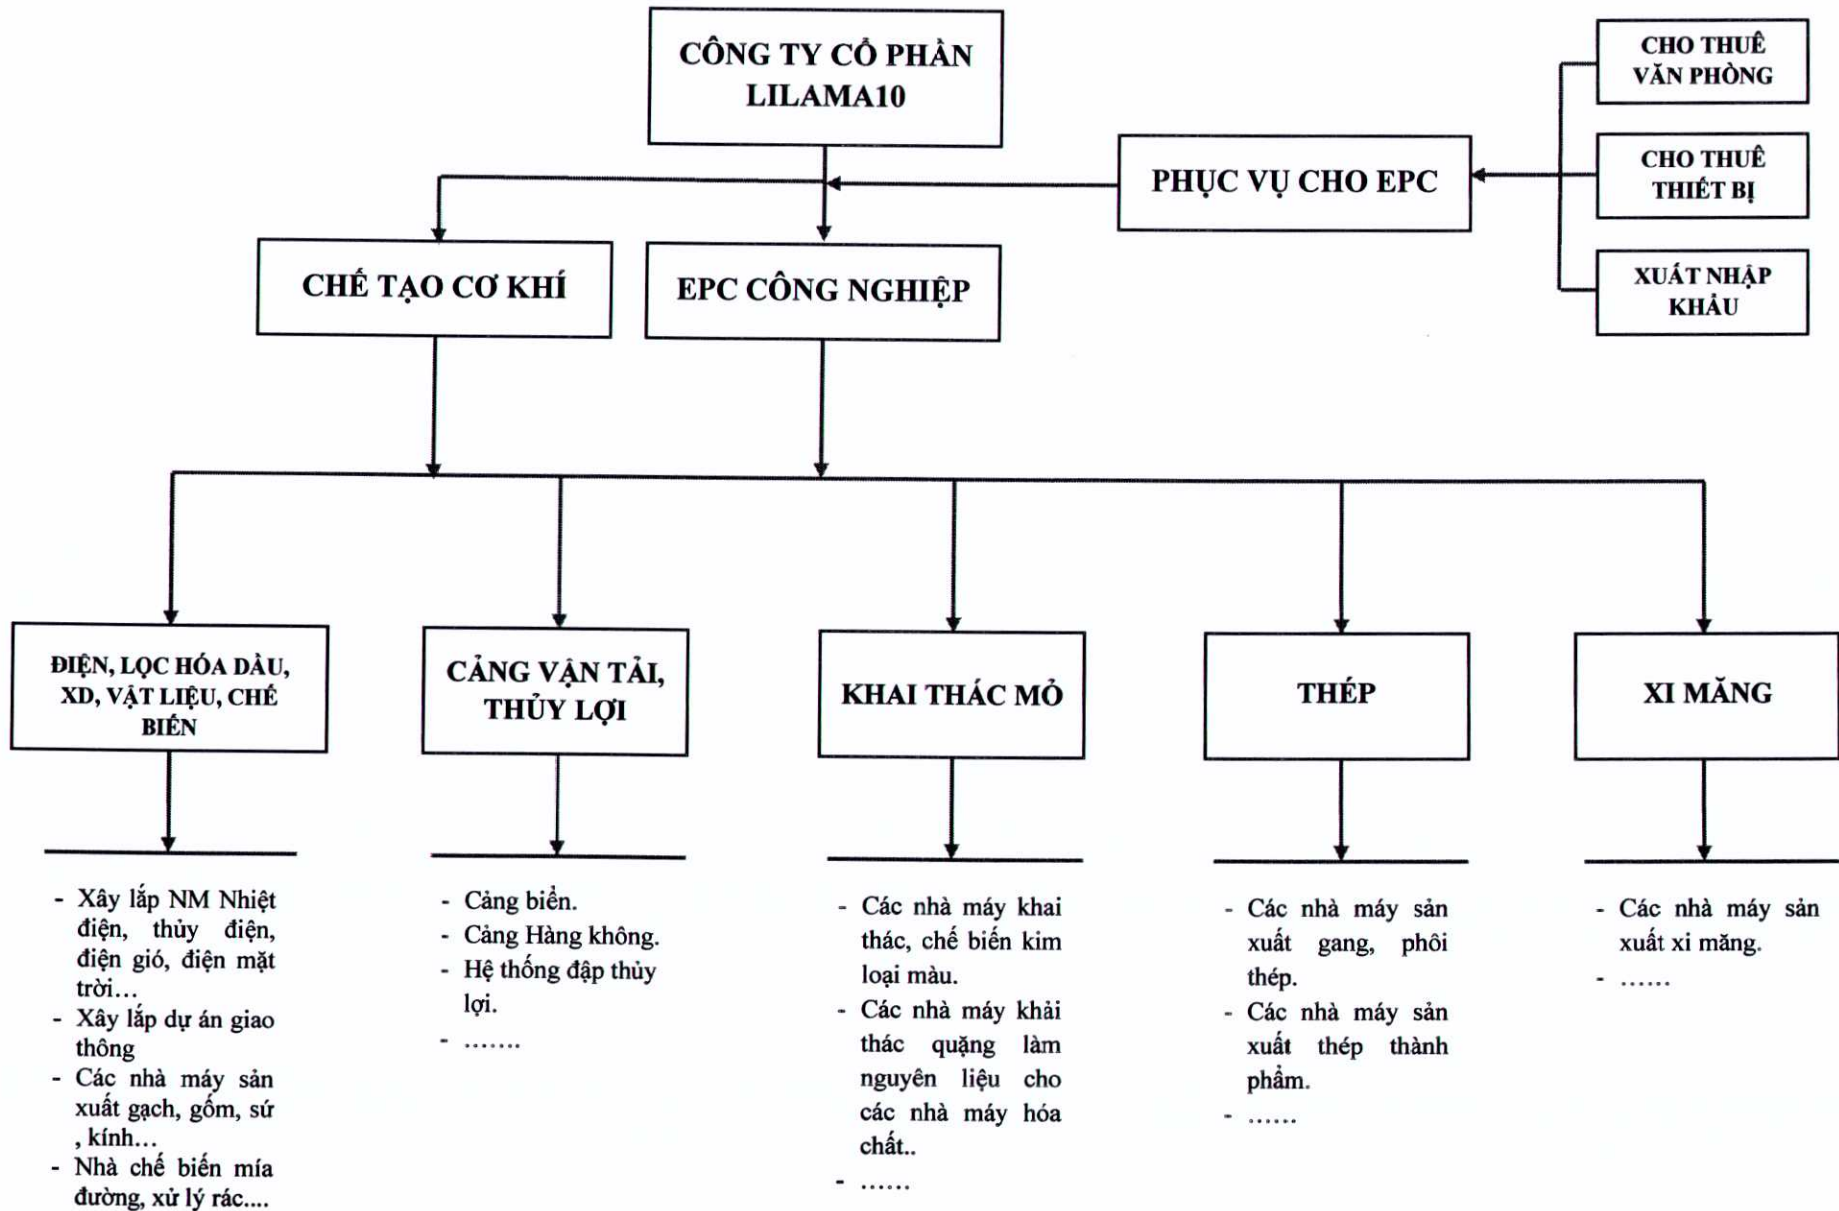 CÔNG TY CỔ PHẦN
LILAMA10
CHO THUÊ
VĂN PHÒNG
PHỤC VỤ CHO EPC
CHO THUÊ
THIẾT BỊ
XUẤT NHẬP
KHẨU
CHẾ TẠO CƠ KHÍ
EPC CÔNG NGHIỆP
ĐIỆN, LỌC HÓA DẦU,
XD, VẬT LIỆU, CHẾ
BIẾN
CẢNG VẬN TẢI,
THỦY LỢI
KHAI THÁC MỎ
THÉP
XI MĂNG
- Xây lắp NM Nhiệt
điện, thủy điện,
điện gió, điện mặt
trời…
- Xây lắp dự án giao
thông
- Các nhà máy sản
xuất gạch, gốm, sứ
, kính…
- Nhà chế biến mía
đường, xử lý rác....
- Cảng biển.
- Cảng Hàng không.
- Hệ thống đập thủy
lợi.
- .......
- Các nhà máy khai
thác, chế biến kim
loại màu.
- Các nhà máy khải
thác quặng làm
nguyên liệu cho
các nhà máy hóa
chất..
- ......
- Các nhà máy sản
xuất gang, phôi
thép.
- Các nhà máy sản
xuất thép thành
phẩm.
- ......
- Các nhà máy sản
xuất xi măng.
- ......